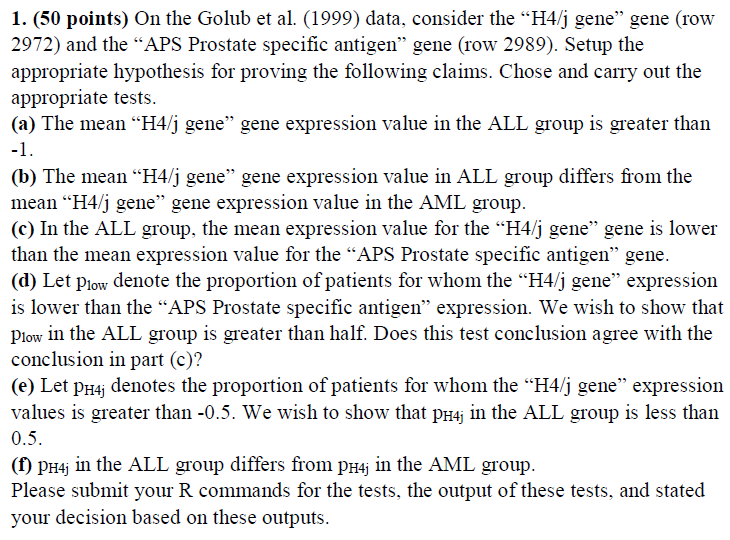 1. (50 points) On the Golub et al. (1999) data, consider the “H4/j gene” gene (row
2972) and the “APS Prostate specific antigen” gene (row 2989). Setup the
appropriate hypothesis for proving the following claims. Chose and carry out the
appropriate tests.
(a) The mean “H4/j gene” gene expression value in the ALL group is greater than
-1.
(b) The mean “H4/j gene” gene expression value in ALL group differs from the
mean “H4/j gene” gene expression value in the AML group.
(c) In the ALL group, the mean expression value for the “H4/j gene” gene is lower
than the mean expression value for the “APS Prostate specific antigen” gene.
(d) Let plow denote the proportion of patients for whom the “H4/j gene” expression
is lower than the “APS Prostate specific antigen” expression. We wish to show that
plow in the ALL group is greater than half. Does this test conclusion agree with the
conclusion in part (c)?
(e) Let pH4j denotes the proportion of patients for whom the “H4/j gene” expression
values is greater than -0.5. We wish to show that pH4j in the ALL group is less than
0.5.
(f) pH4j in the ALL group differs from pH4j in the AML group.
Please submit your R commands for the tests, the output of these tests, and stated
your decision based on these outputs.